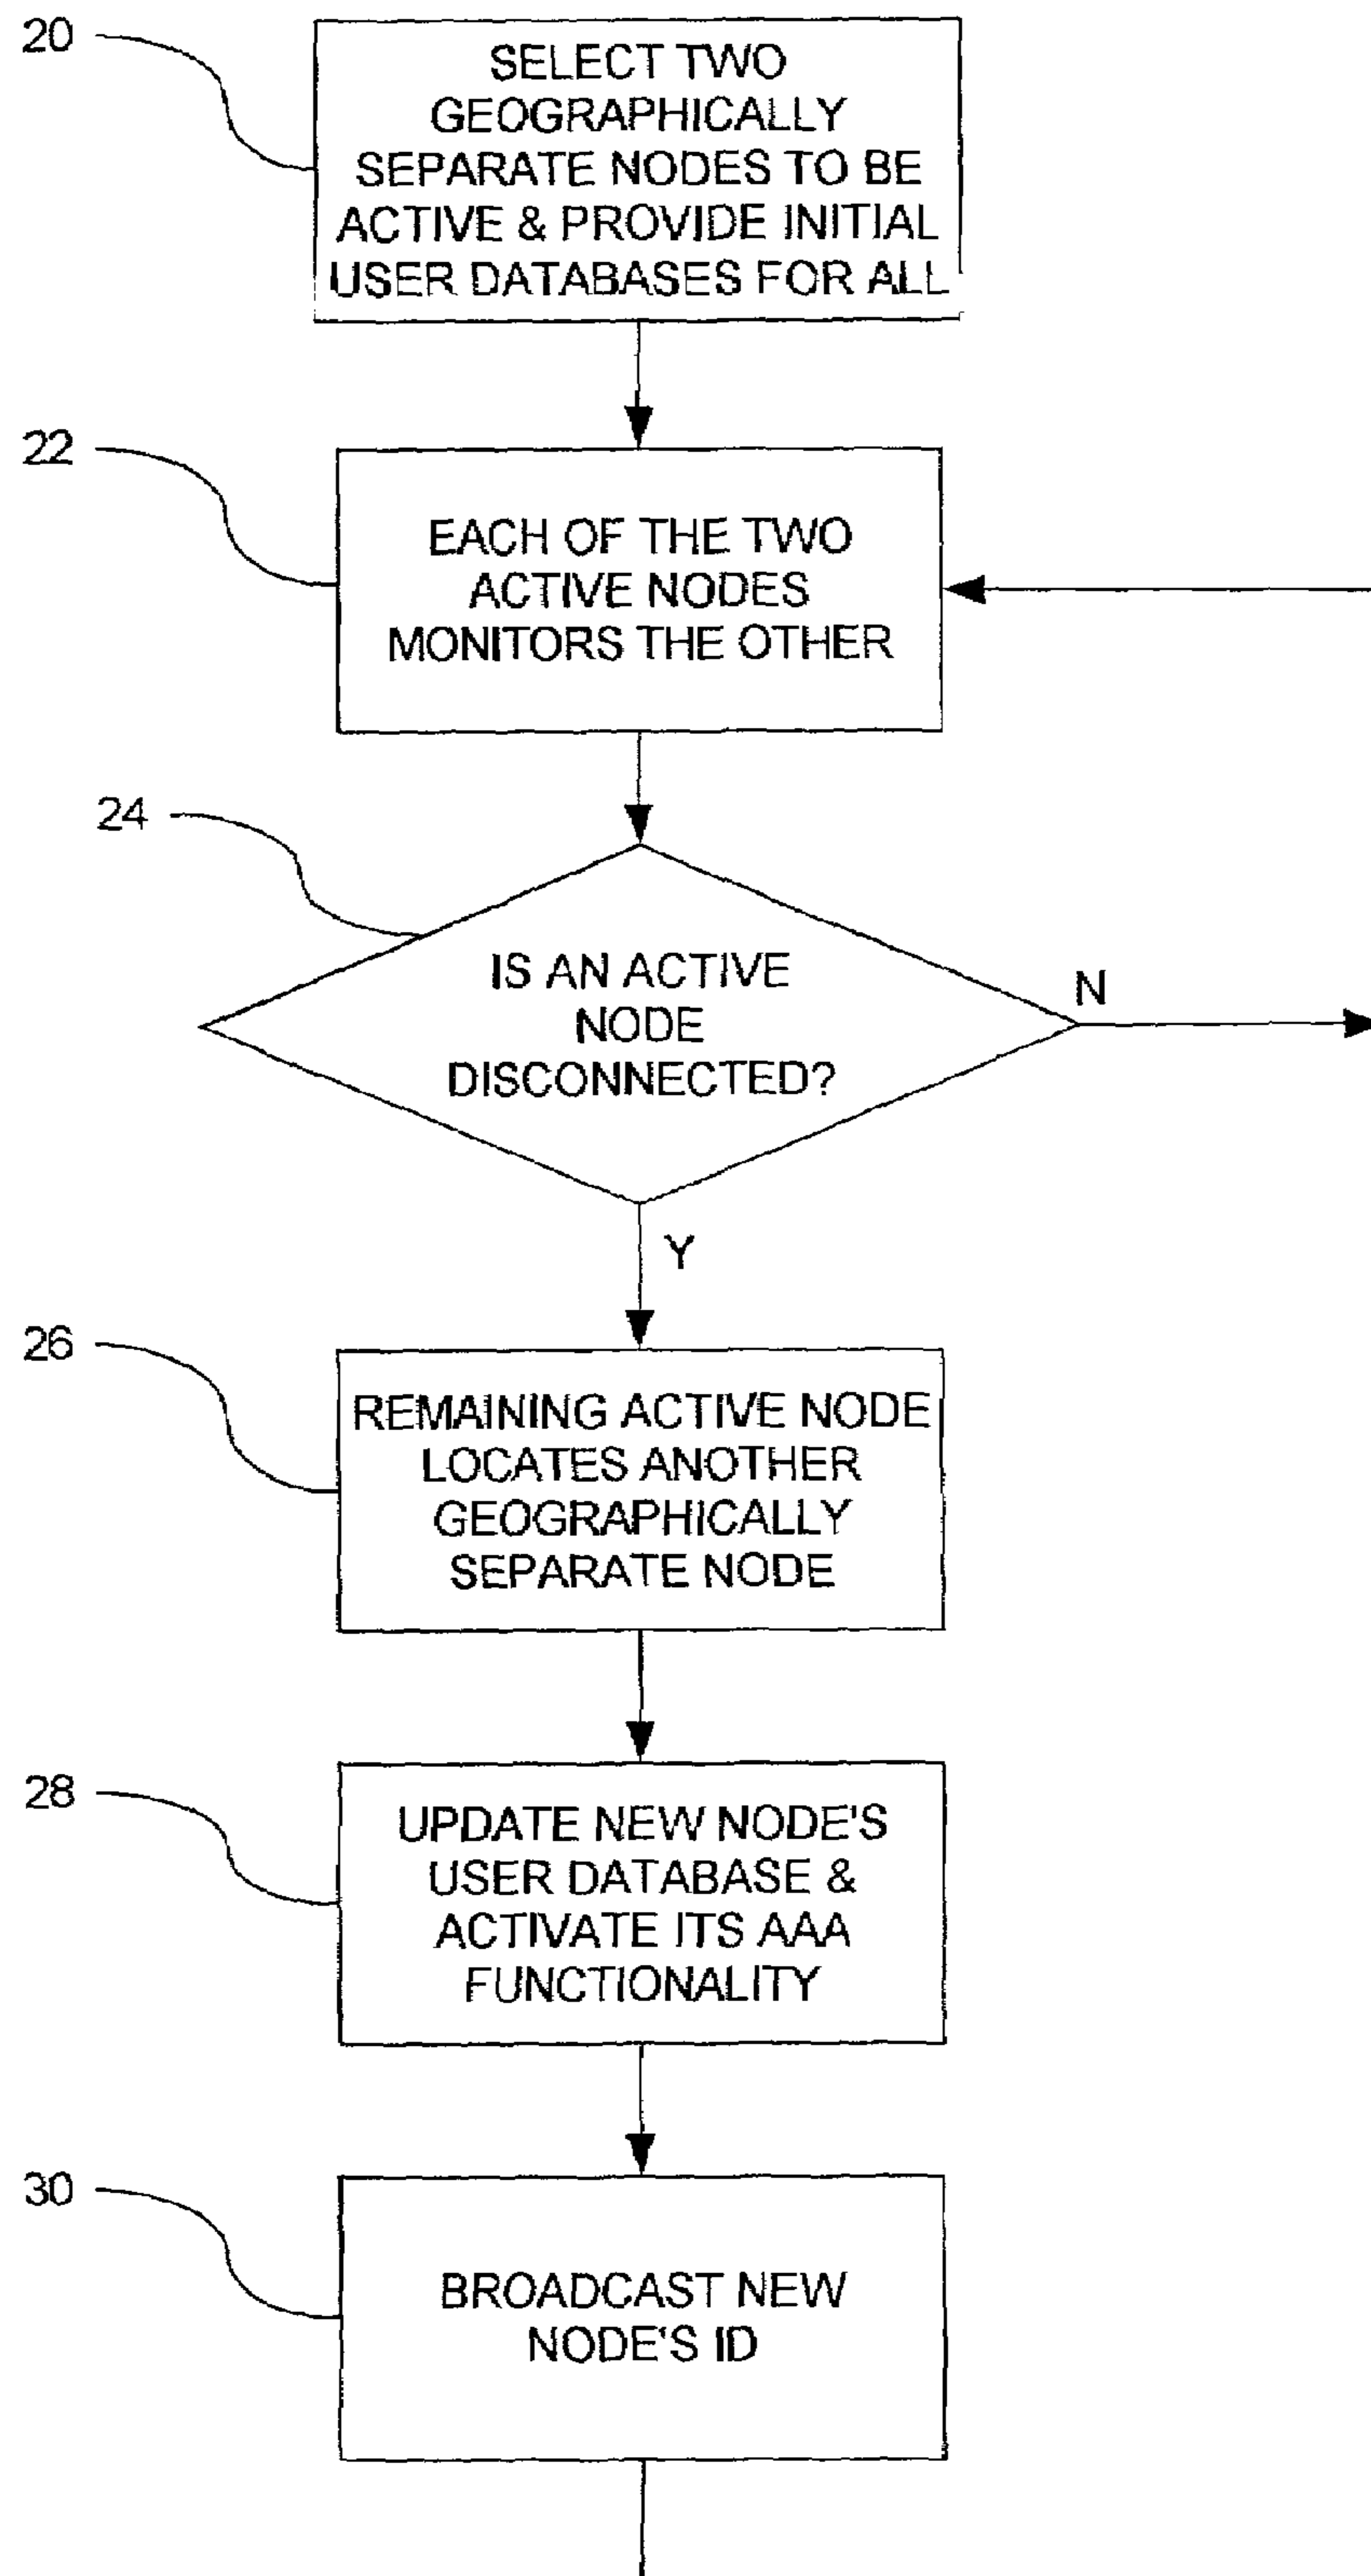 20
SELECT TWO
GEOGRAPHICALLY
SEPARATE NODES TO BE
ACTIVE & PROVIDE INITIAL
USER DATABASES FOR ALL
22
EACH OF THE TWO
ACTIVE NODES
MONITORS THE OTHER
24
IS AN ACTIVE
NODE
DISCONNECTED?
N
Y
26
REMAINING ACTIVE NODE
LOCATES ANOTHER
GEOGRAPHICALLY
SEPARATE NODE
28
UPDATE NEW NODE'S
USER DATABASE &
ACTIVATE ITS AAA
FUNCTIONALITY
30
BROADCAST NEW
NODE'S ID